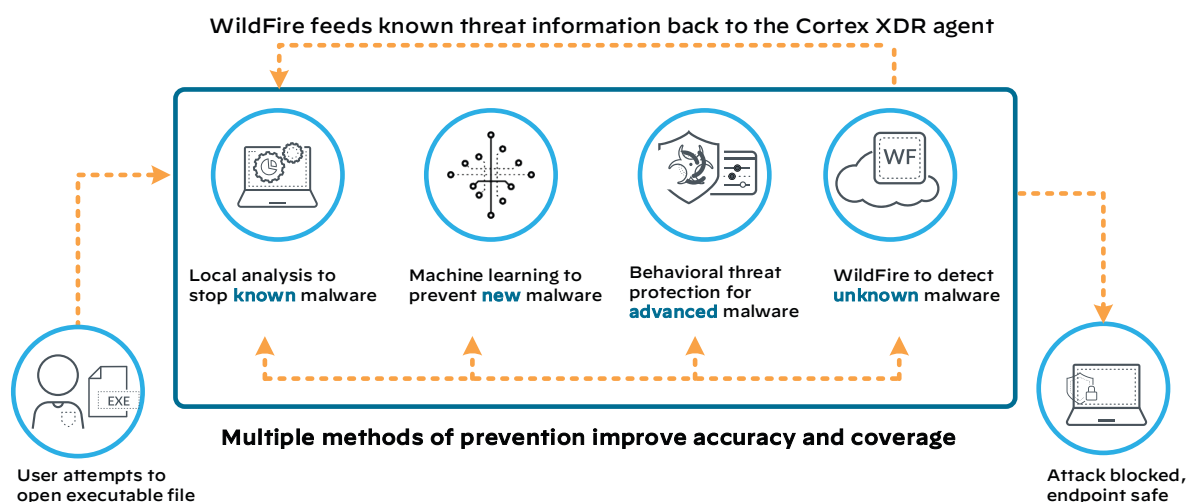 WildFire feeds known threat information back to the Cortex XDR agent
WF
Local analysis to
stop known malware
Machine learning to
prevent new malware
Behavioral threat
protection for
advanced malware
WildFire to detect
unknown malware
EXE
User attempts to
open executable file
Multiple methods of prevention improve accuracy and coverage
Attack blocked,
endpoint safe